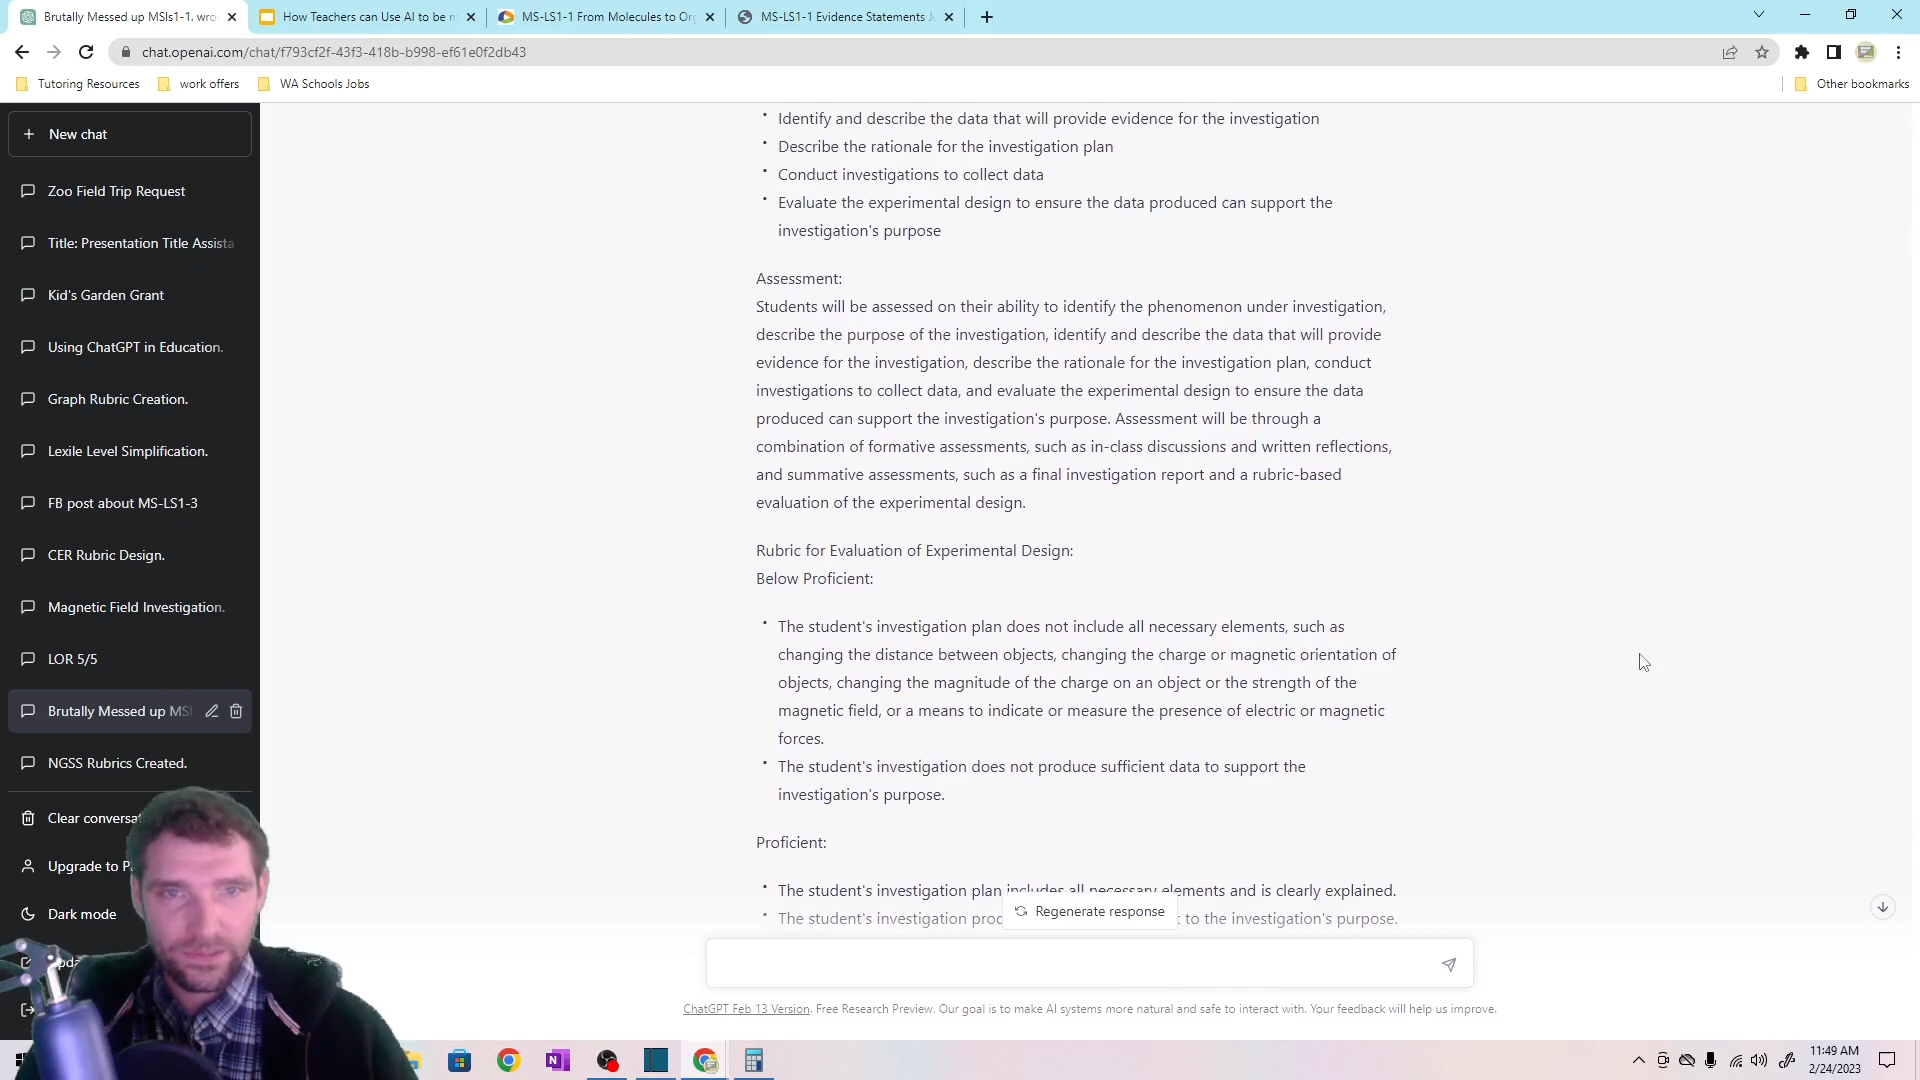 Brutally Messed up MSls1-1. wro
How Teachers can Use AI to be m
MS-LS1-1 From Molecules to Org
MS-LS1-1 Evidence Statements Ju
chat.openai.com/chat/f793cf2f-43f3-418b-b998-ef61e0f2db43
Tutoring Resources
work offers
WA Schools Jobs
Other bookmarks
New chat
Zoo Field Trip Request
Title: Presentation Title Assista
Kid's Garden Grant
Using ChatGPT in Education.
Graph Rubric Creation.
Lexile Level Simplification.
FB post about MS-LS1-3
CER Rubric Design.
Magnetic Field Investigation.
LOR 5/5
Brutally Messed up MSl
NGSS Rubrics Created.
Clear conversa
Upgrade to P
Dark mode
Identify and describe the data that will provide evidence for the investigation
Describe the rationale for the investigation plan
Conduct investigations to collect data
Evaluate the experimental design to ensure the data produced can support the
investigation's purpose
Assessment:
Students will be assessed on their ability to identify the phenomenon under investigation,
describe the purpose of the investigation, identify and describe the data that will provide
evidence for the investigation, describe the rationale for the investigation plan, conduct
investigations to collect data, and evaluate the experimental design to ensure the data
produced can support the investigation's purpose. Assessment will be through a
combination of formative assessments, such as in-class discussions and written reflections,
and summative assessments, such as a final investigation report and a rubric-based
evaluation of the experimental design.
Rubric for Evaluation of Experimental Design:
Below Proficient:
The student's investigation plan does not include all necessary elements, such as
changing the distance between objects, changing the charge or magnetic orientation of
objects, changing the magnitude of the charge on an object or the strength of the
magnetic field, or a means to indicate or measure the presence of electric or magnetic
forces.
The student's investigation does not produce sufficient data to support the
investigation's purpose.
Proficient:
The student's investigation plan includes all necessary elements and is clearly explained.
The student's investigation proc to the investigation's purpose.
Regenerate response
ChatGPT Feb 13 Version. Free Research Preview. Our goal is to make AI systems more natural and safe to interact with. Your feedback will help us improve.
11:49 AM
2/24/2023